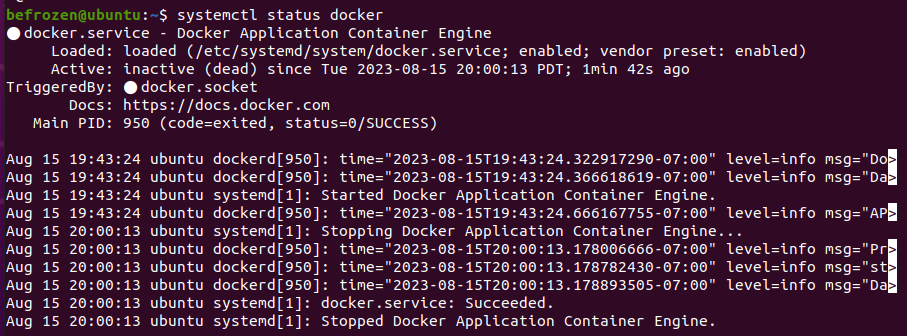 befrozen@ubuntu:~$ systemctl status docker
●docker.service - Docker Application Container Engine
Loaded: loaded (/etc/systemd/system/docker.service; enabled; vendor preset: enabled)
Active: inactive (dead) since Tue 2023-08-15 20:00:13 PDT; 1min 42s ago
TriggeredBy: ●docker.socket
Docs: https://docs.docker.com
Main PID: 950 (code=exited, status=0/SUCCESS)
Aug 15 19:43:24 ubuntu dockerd[950]: time="2023-08-15T19:43:24.322917290-07:00" level=info msg="Do>
Aug 15 19:43:24 ubuntu dockerd[950]: time="2023-08-15T19:43:24.366618619-07:00" level=info msg="Da>
Aug 15 19:43:24 ubuntu systemd[1]: Started Docker Application Container Engine.
Aug 15 19:43:24 ubuntu dockerd[950]: time="2023-08-15T19:43:24.666167755-07:00" level=info msg="AP>
Aug 15 20:00:13 ubuntu systemd[1]: Stopping Docker Application Container Engine...
Aug 15 20:00:13 ubuntu dockerd[950]: time="2023-08-15T20:00:13.178006666-07:00" level=info msg="Pr>
Aug 15 20:00:13 ubuntu dockerd[950]: time="2023-08-15T20:00:13.178782430-07:00" level=info msg="st>
Aug 15 20:00:13 ubuntu dockerd[950]: time="2023-08-15T20:00:13.178893505-07:00" level=info msg="Da>
Aug 15 20:00:13 ubuntu systemd[1]: docker.service: Succeeded.
Aug 15 20:00:13 ubuntu systemd[1]: Stopped Docker Application Container Engine.